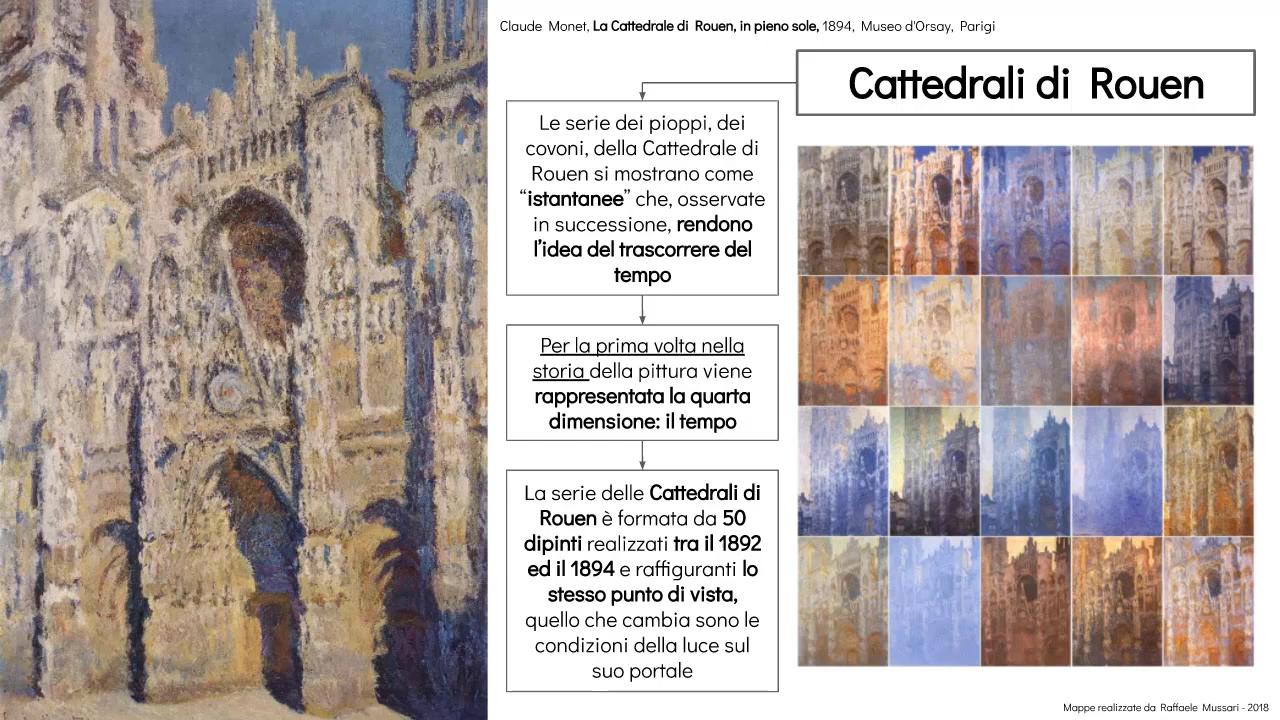 Claude Monet, La Cattedrale di Rouen, in pieno sole, 1894, Museo d'Orsay, Parigi
Cattedrali di Rouen
Le serie dei pioppi, dei
covoni, della Cattedrale di
Rouen si mostrano come
“istantanee” che, osservate
in successione, rendono
l’idea del trascorrere del
tempo
Per la prima volta nella
storia della pittura viene
rappresentata la quarta
dimensione: il tempo
La serie delle Cattedrali di
Rouen è formata da 50
dipinti realizzati tra il 1892
ed il 1894 e raffiguranti lo
stesso punto di vista,
quello che cambia sono le
condizioni della luce sul
suo portale
Mappe realizzate da Raffaele Mussari - 2018